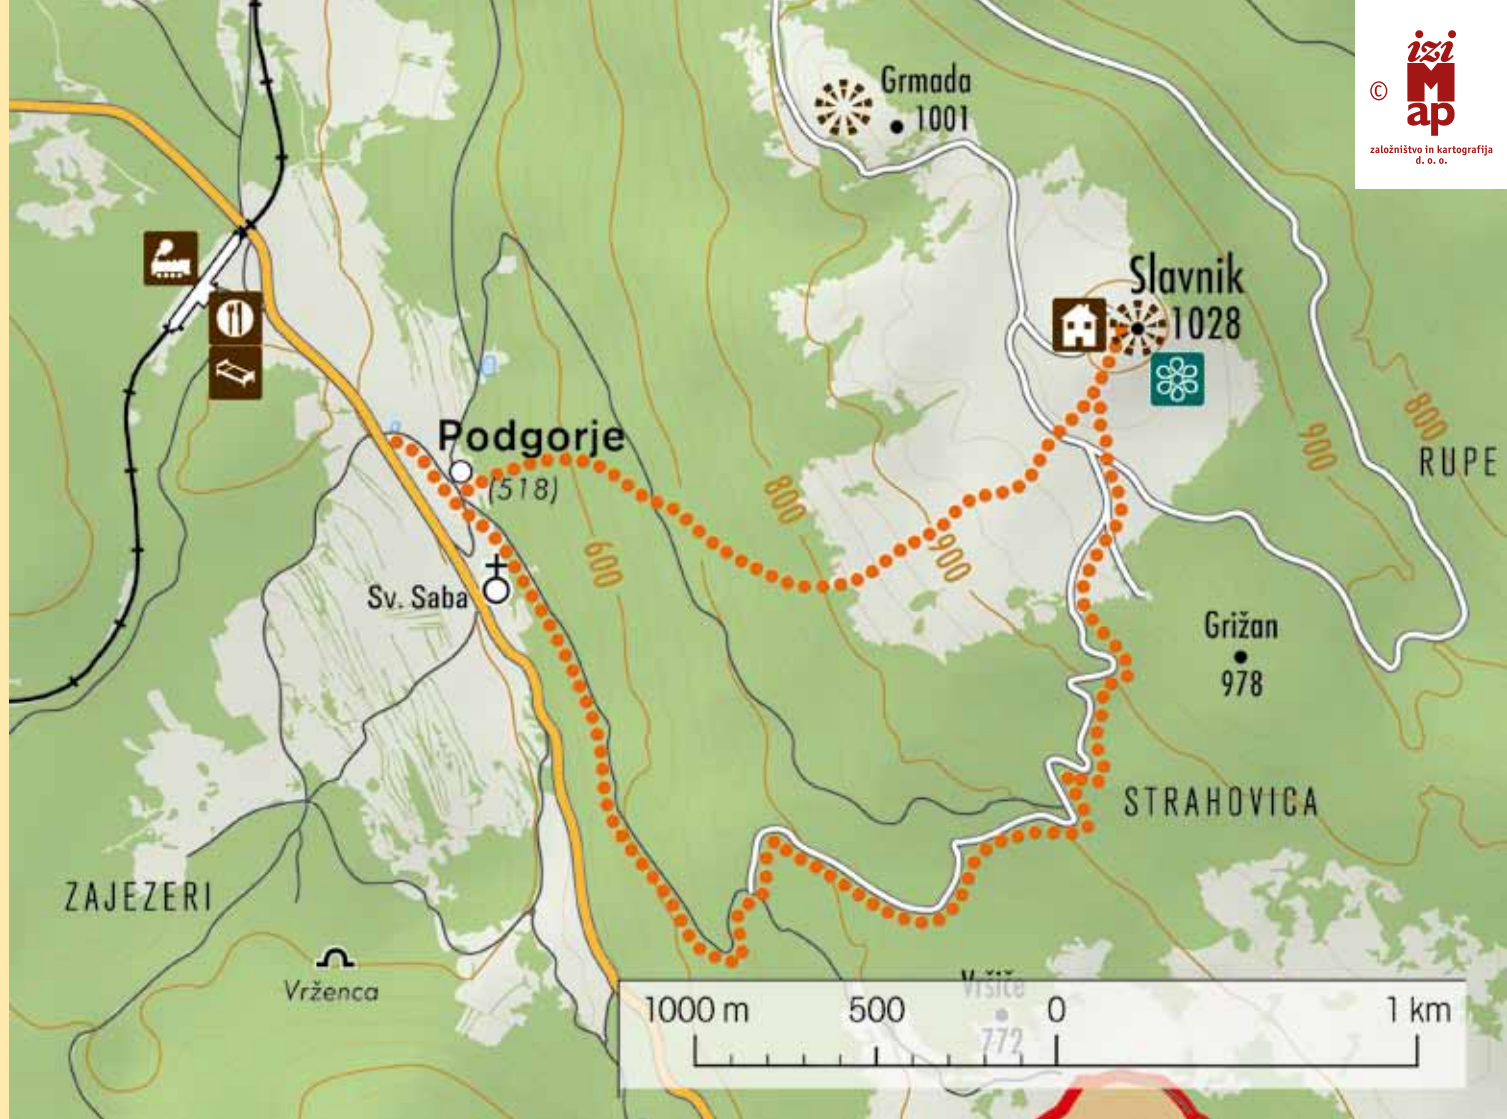 izi
Map
©
založništvo in kartografija
d. o. o.
Grmada
1001
Slavnik
1028
800
900
RUPE
Podgorje
(518)
800
600
900
Sv. Saba
Grižan
978
STRAHOVICA
ZAJEZERI
Vrženca
Vršiče
772
1000 m 500 0 1 km